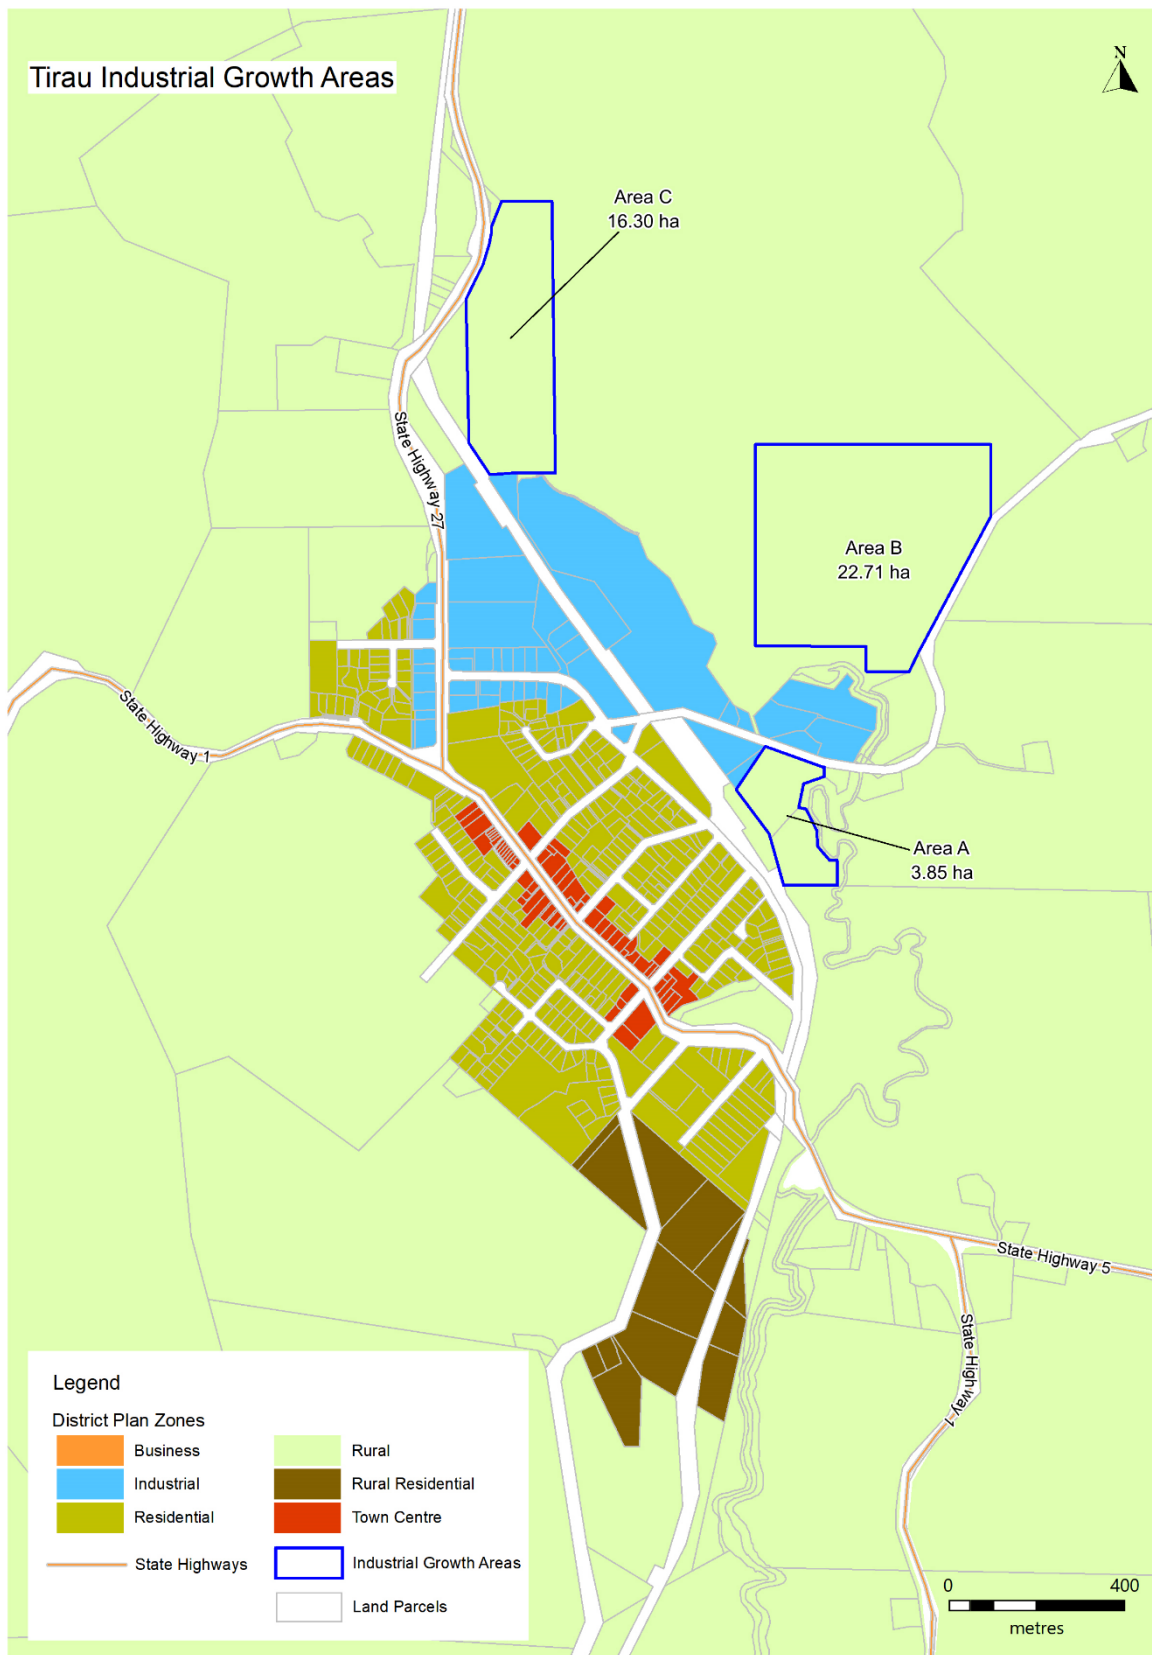 N
Tirau Industrial Growth Areas
Area C
16.30 ha
State Highway 27
Area B
22.71 ha
State Highway 1
Area A
3.85 ha
State Highway 5
State Highway 1
Legend
District Plan Zones
Business
Rural
Industrial
Rural Residential
Residential
Town Centre
State Highways
Industrial Growth Areas
Land Parcels
0 400
metres